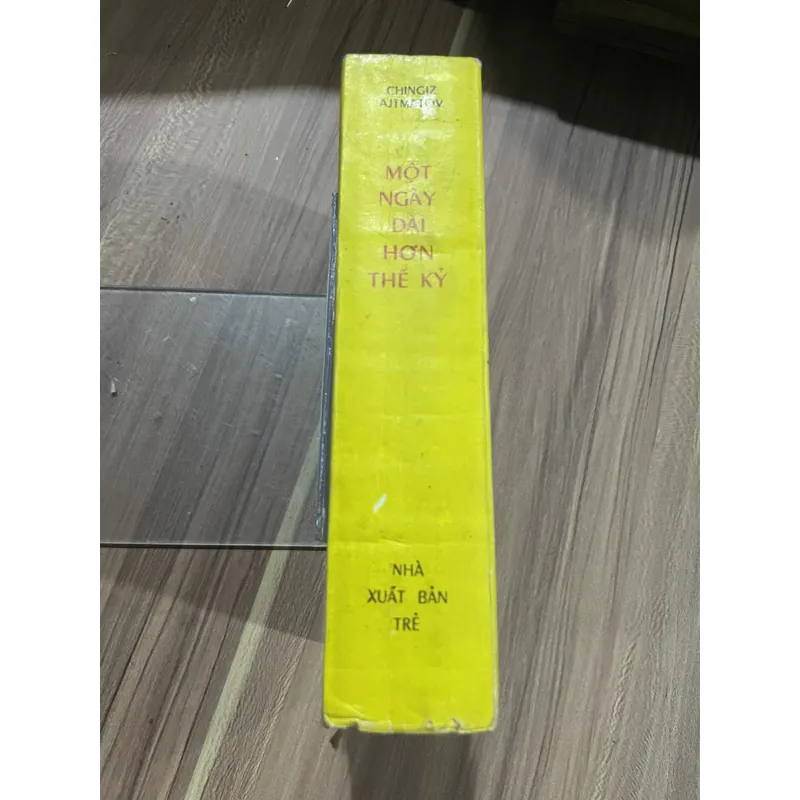 CHINGIZ
AJTMATOV
MỘT
NGÀY
DÀI
HƠN
THẾ KỶ
NHÀ
XUẤT BẢN
TRẺ